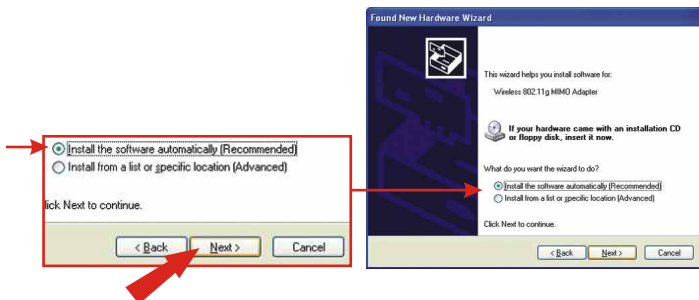 Install the software automatically (Recommended)
Install from a list or specific location (Advanced)
lick Next to continue.
< Back
Next >
Cancel
Found New Hardware Wizard
This wizard helps you install software for:
Wireless 802.11g MIMO Adapter
If your hardware came with an installation CD
or floppy disk, insert it now.
What do you want the wizard to do?
Install the software automatically (Recommended)
Install from a list or specific location (Advanced)
Click Next to continue.
< Back
Next >
Cancel